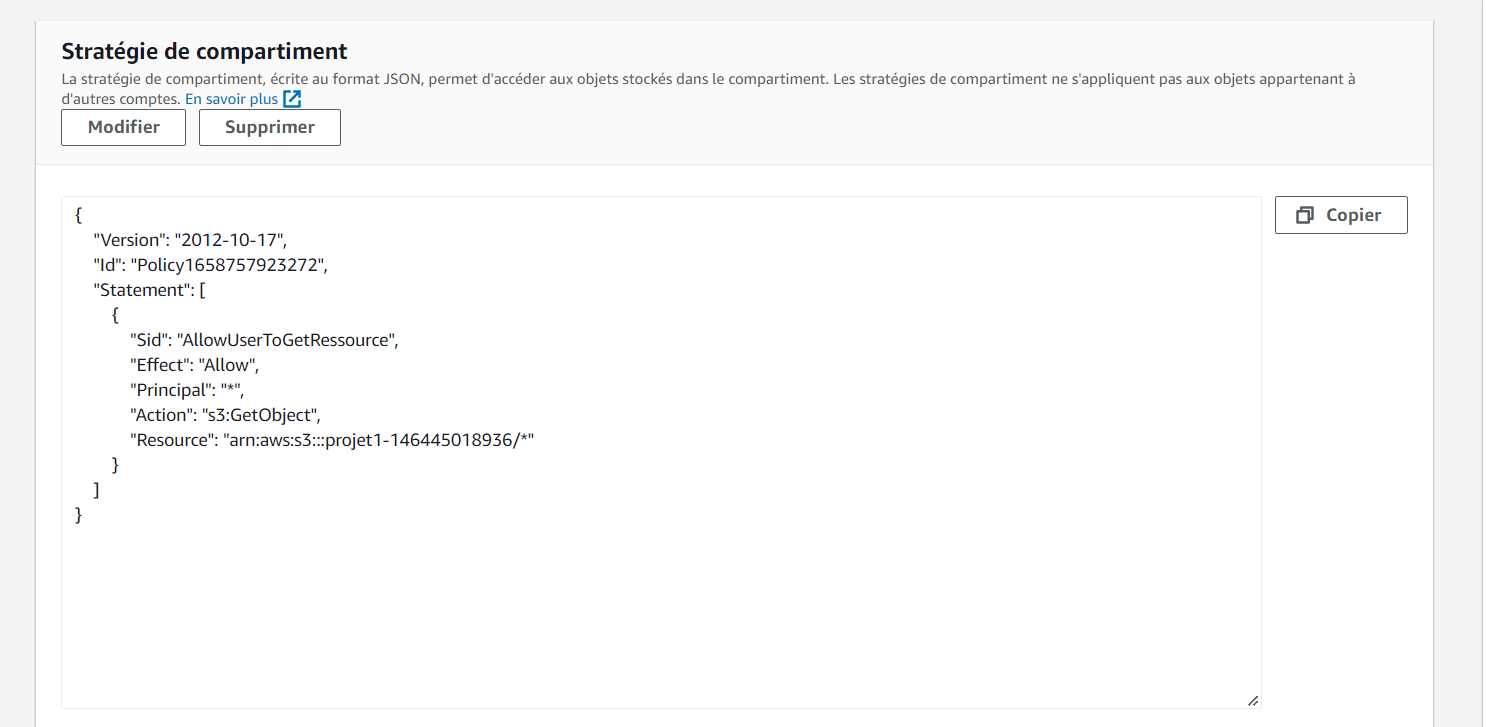 Stratégie de compartiment
La stratégie de compartiment, écrite au format JSON, permet d'accéder aux objets stockés dans le compartiment. Les stratégies de compartiment ne s'appliquent pas aux objets appartenant à
d'autres comptes. En savoir plus
Modifier Supprimer
{
"Version": "2012-10-17",
"Id": "Policy1658757923272",
"Statement": [
{
"Sid": "AllowUserToGetRessource",
"Effect": "Allow",
"Principal": "*",
"Action": "s3:GetObject",
"Resource": "arn:aws:s3:::projet1-146445018936/*"
}
]
}
Copier